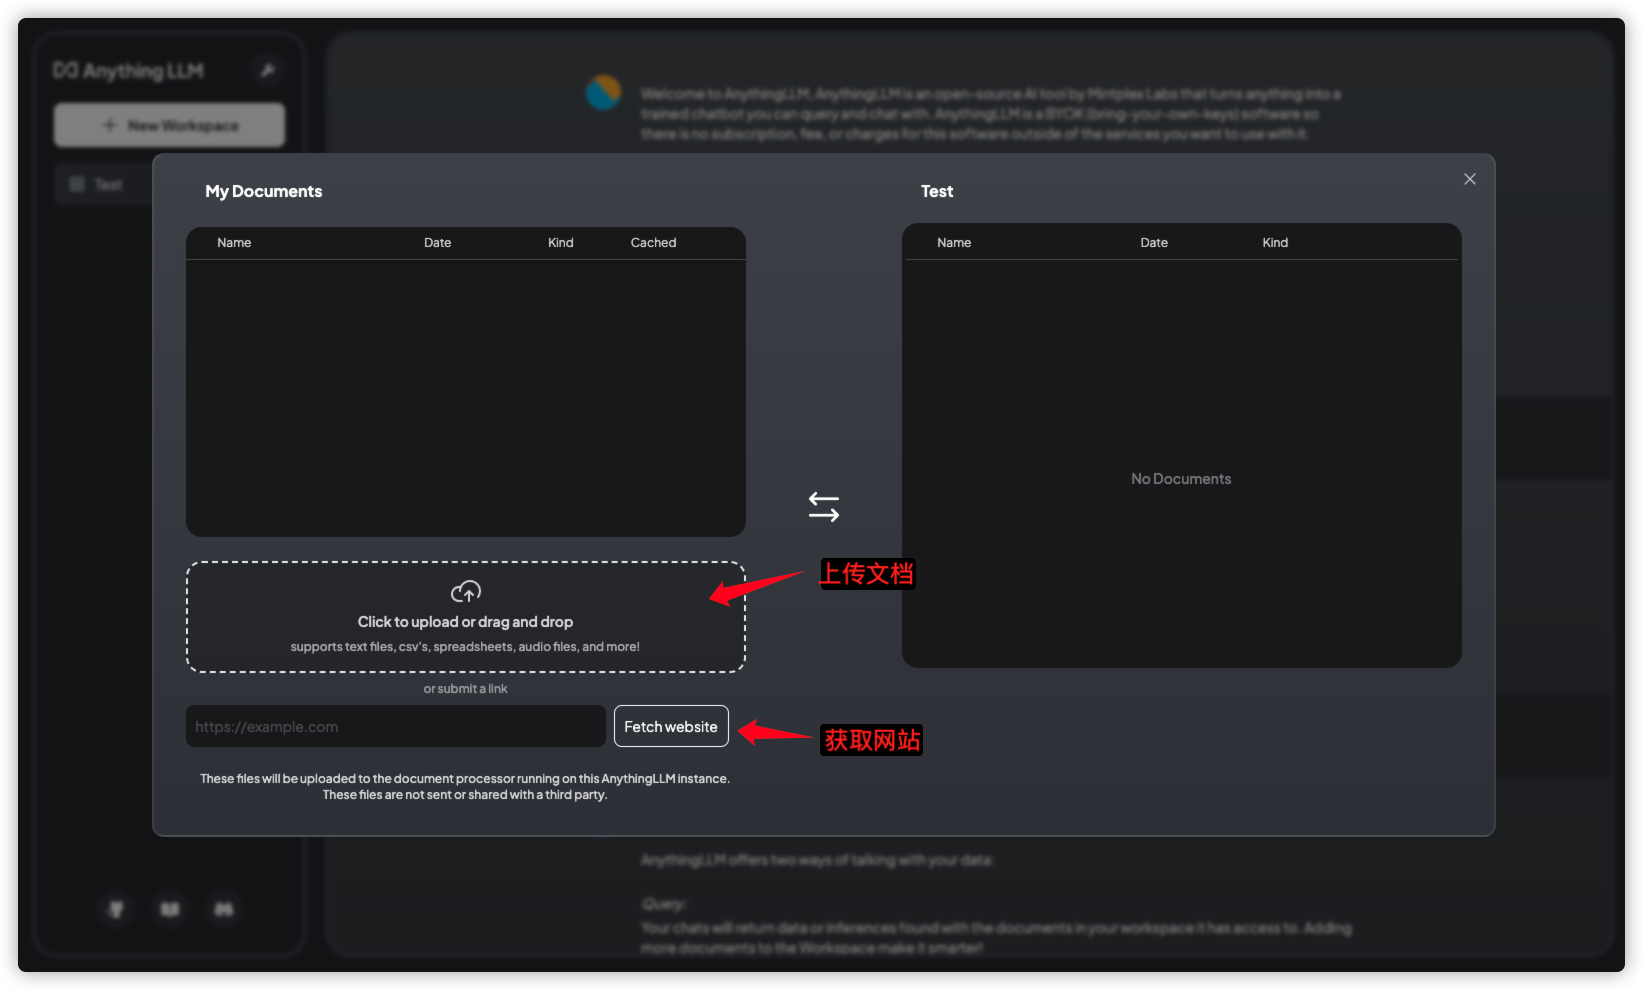 Anything LLM
+ New Workspace
Test
Welcome to AnythingLLM, AnythingLLM is an open-source AI tool by Mintplex Labs that turns anything into a
trained chatbot you can query and chat with. AnythingLLM is a BYOK (bring-your-own-keys) software so
there is no subscription, fee, or charges for this software outside of the services you want to use with it.
My Documents
Name Date Kind Cached
Click to upload or drag and drop
supports text files, csv's, spreadsheets, audio files, and more!
or submit a link
https://example.com
Fetch website
These files will be uploaded to the document processor running on this AnythingLLM instance.
These files are not sent or shared with a third party.
上传文档
获取网站
Test
Name Date Kind
No Documents
AnythingLLM offers two ways of talking with your data:
Query:
Your chats will return data or inferences found with the documents in your workspace it has access to. Adding
more documents to the Workspace make it smarter!